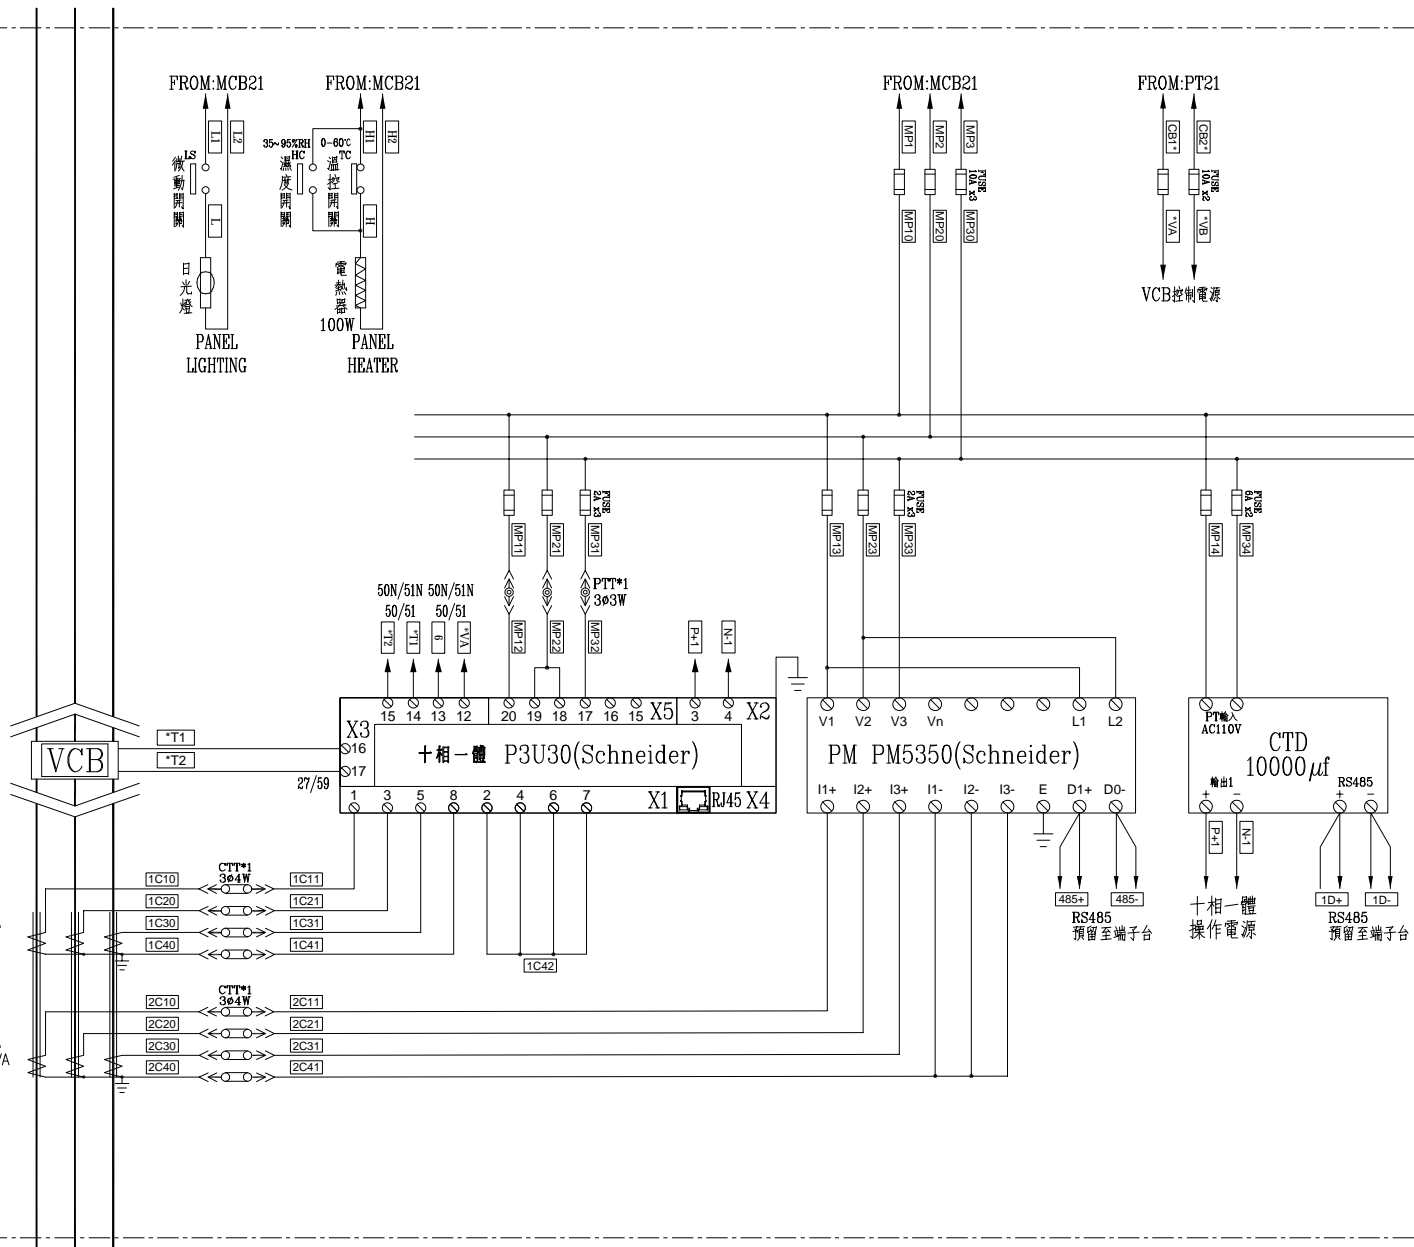 FROM:MCB21
L1
L2
LS
微動開關
L
日光燈
PANEL
LIGHTING
FROM:MCB21
H1
H2
35~95%RH
HC
濕度開關
0-60℃
TC
溫控開關
H
電熱器
100W
PANEL
HEATER
FROM:MCB21
MP1
MP2
MP3
FUSE
10A x3
MP10
MP20
MP30
FROM:PT21
CB1*
CB2*
FUSE
10A x2
*VA
*VB
VCB控制電源
FUSE
2A x3
MP11
MP21
MP31
PTT*1
3ø3W
MP12
MP22
MP32
FUSE
2A x3
MP13
MP23
MP33
FUSE
6A x2
MP14
MP34
50N/51N
50/51
50N/51N
50/51
*T2
*T1
6
*VA
P+1
N-1
15
14
13
12
20
19
18
17
16
15
X5
3
4
X2
X3
16
17
十相一體 P3U30(Schneider)
27/59
1
3
5
8
2
4
6
7
X1
RJ45
X4
VCB
*T1
*T2
V1
V2
V3
Vn
L1
L2
PM PM5350(Schneider)
I1+
I2+
I3+
I1-
I2-
I3-
E
D1+
D0-
485+
485-
RS485
預留至端子台
PT輸入
AC110V
CTD
10000μf
輸出1
+
−
RS485
+
−
P+1
N-1
十相一體
操作電源
1D+
1D-
RS485
預留至端子台
CTT*1
3ø4W
1C10
1C11
1C20
1C21
1C30
1C31
1C40
1C41
1C42
CTT*1
3ø4W
2C10
2C11
2C20
2C21
2C30
2C31
2C40
2C41